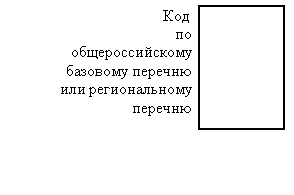 Код
по
общероссийскому
базовому перечню
или региональному
перечню